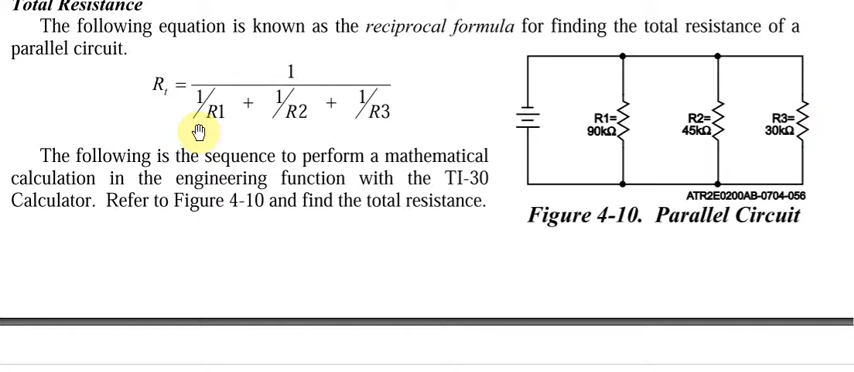 Total Resistance
The following equation is known as the reciprocal formula for finding the total resistance of a
parallel circuit.
Rt = 1 / (1/R1 + 1/R2 + 1/R3)
The following is the sequence to perform a mathematical
calculation in the engineering function with the TI-30
Calculator. Refer to Figure 4-10 and find the total resistance.
R1=
90kΩ
R2=
45kΩ
R3=
30kΩ
ATR2E0200AB-0704-056
Figure 4-10. Parallel Circuit